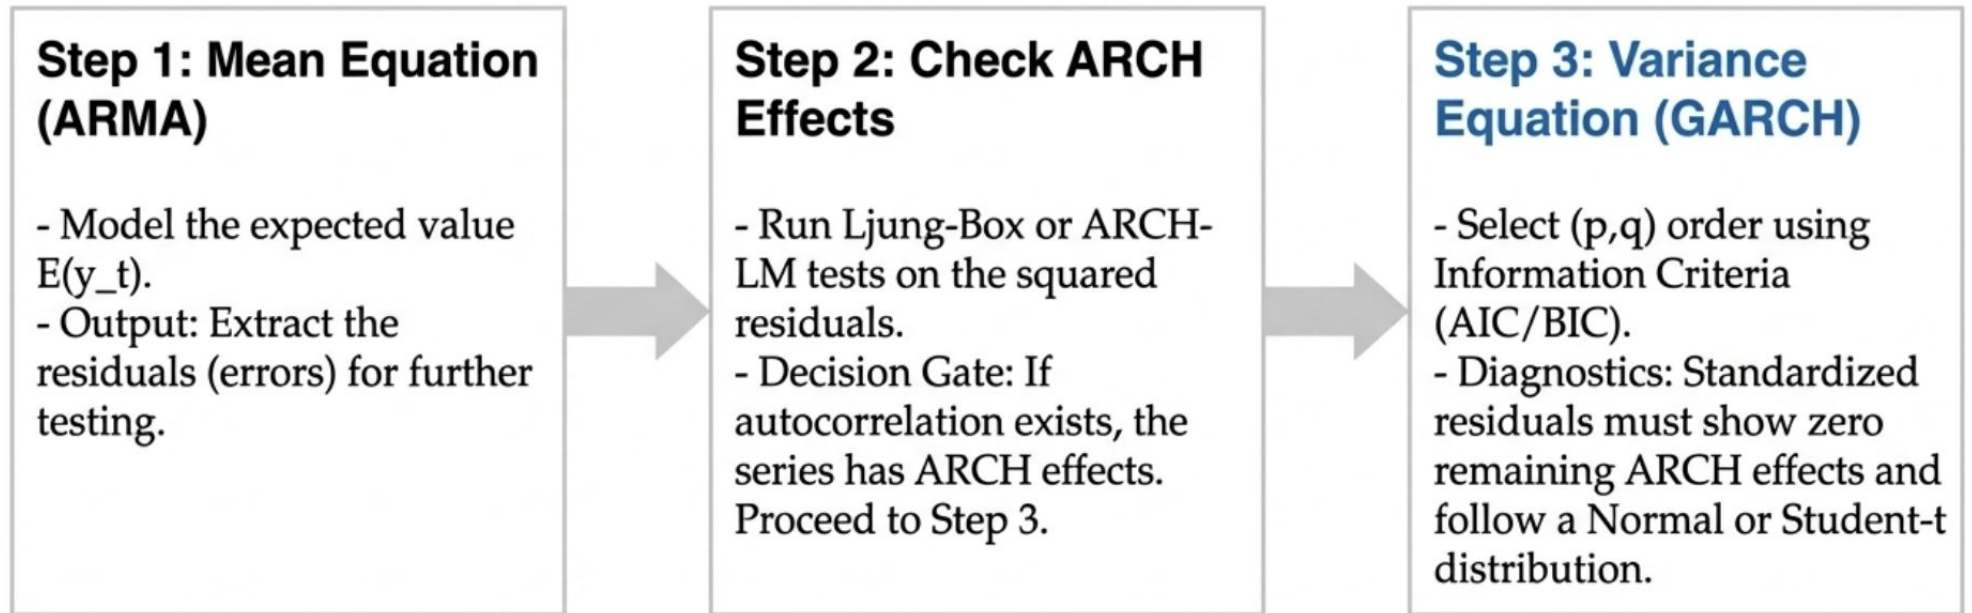 Step 1: Mean Equation
(ARMA)
- Model the expected value
E(y_t).
- Output: Extract the
residuals (errors) for further
testing.
Step 2: Check ARCH
Effects
- Run Ljung-Box or ARCH-
LM tests on the squared
residuals.
- Decision Gate: If
autocorrelation exists, the
series has ARCH effects.
Proceed to Step 3.
Step 3: Variance
Equation (GARCH)
- Select (p,q) order using
Information Criteria
(AIC/BIC).
- Diagnostics: Standardized
residuals must show zero
remaining ARCH effects and
follow a Normal or Student-t
distribution.